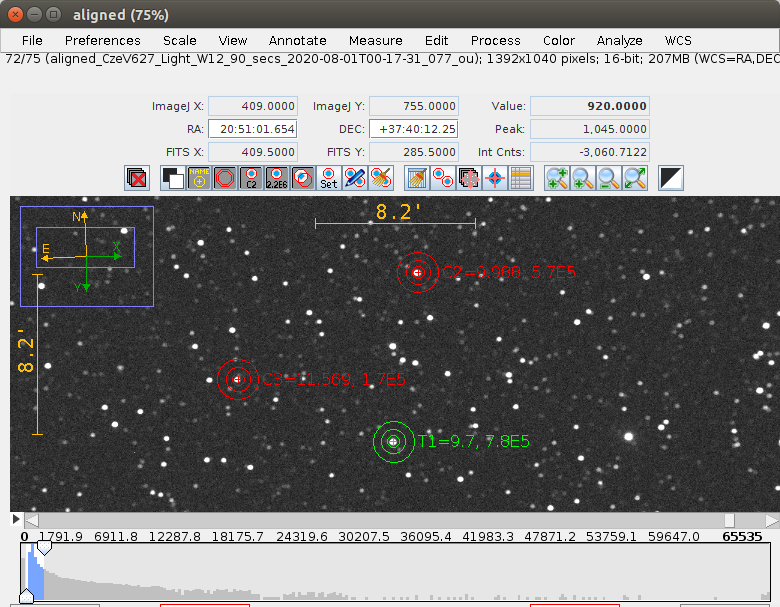 aligned (75%)
File Preferences Scale View Annotate Measure Edit Process Color Analyze WCS
72/75 (aligned_CzeV627_Light_W12_90_secs_2020-08-01T00-17-31_077_ou); 1392x1040 pixels; 16-bit; 207MB (WCS=RA,DEC
ImageJ X: 409.0000 ImageJ Y: 755.0000 Value: 920.0000
RA: 20:51:01.654 DEC: +37:40:12.25 Peak: 1,045.0000
FITS X: 409.5000 FITS Y: 285.5000 Int Cnts: -3,060.7122
NAME C2 2.2E6 Set
8.2'
N
E X
Y
C2=9.988, 5.7E5
8.2'
C3=11.569, 1.7E5
T1=9.7, 7.8E5
0 1791.9 6911.8 12287.8 18175.7 24319.6 30207.5 36095.4 41983.3 47871.2 53759.1 59647.0 65535